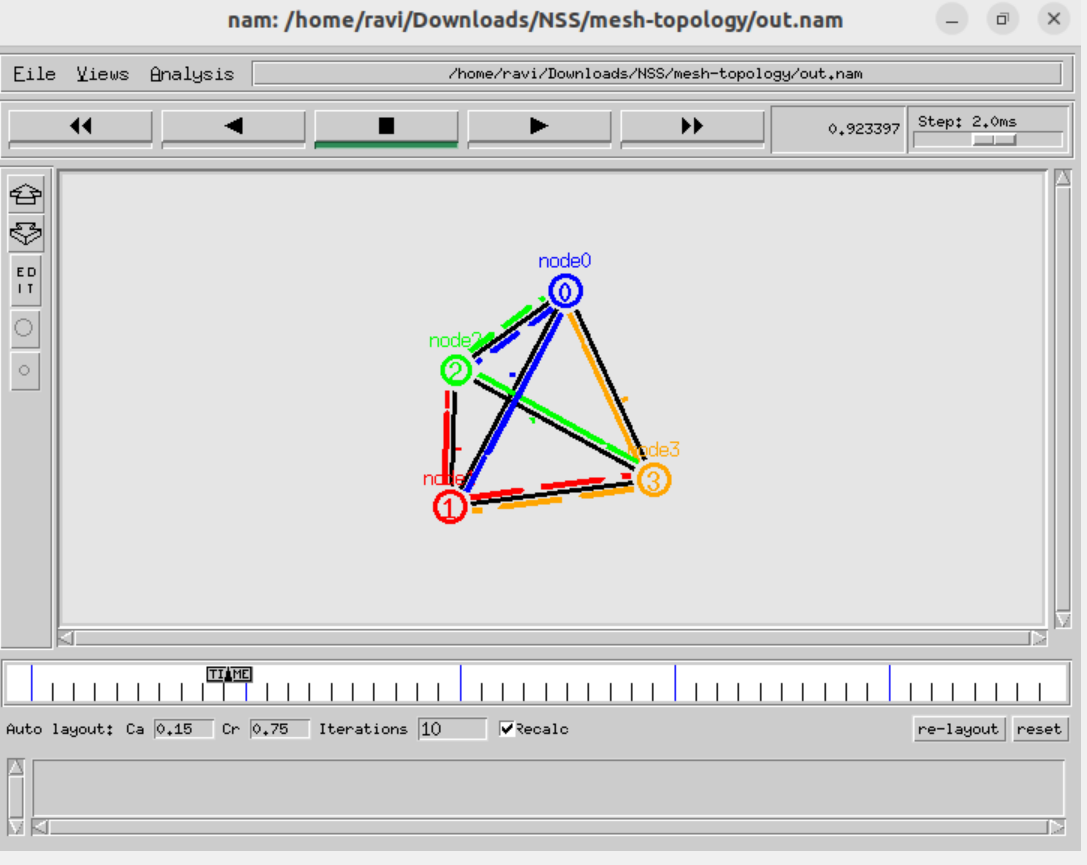 nam: /home/ravi/Downloads/NSS/mesh-topology/out.nam
File Views Analysis /home/ravi/Downloads/NSS/mesh-topology/out.nam
0.923397 Step: 2.0ms
ED
IT
node0
0
node2
2
node3
3
1
TIME
Auto layout: Ca 0.15 Cr 0.75 Iterations 10 Recalc re-layout reset